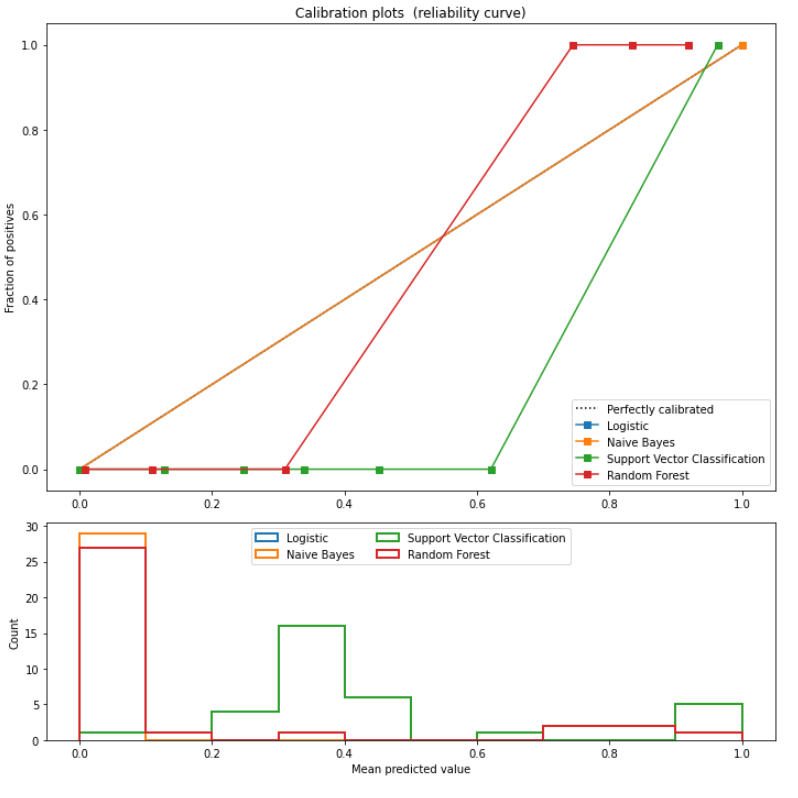 Calibration plots (reliability curve)
1.0
0.8
0.6
0.4
0.2
0.0
Fraction of positives
Perfectly calibrated
Logistic
Naive Bayes
Support Vector Classification
Random Forest
0.0 0.2 0.4 0.6 0.8 1.0
30
25
20
15
10
5
0
Count
Logistic Support Vector Classification
Naive Bayes Random Forest
0.0 0.2 0.4 0.6 0.8 1.0
Mean predicted value